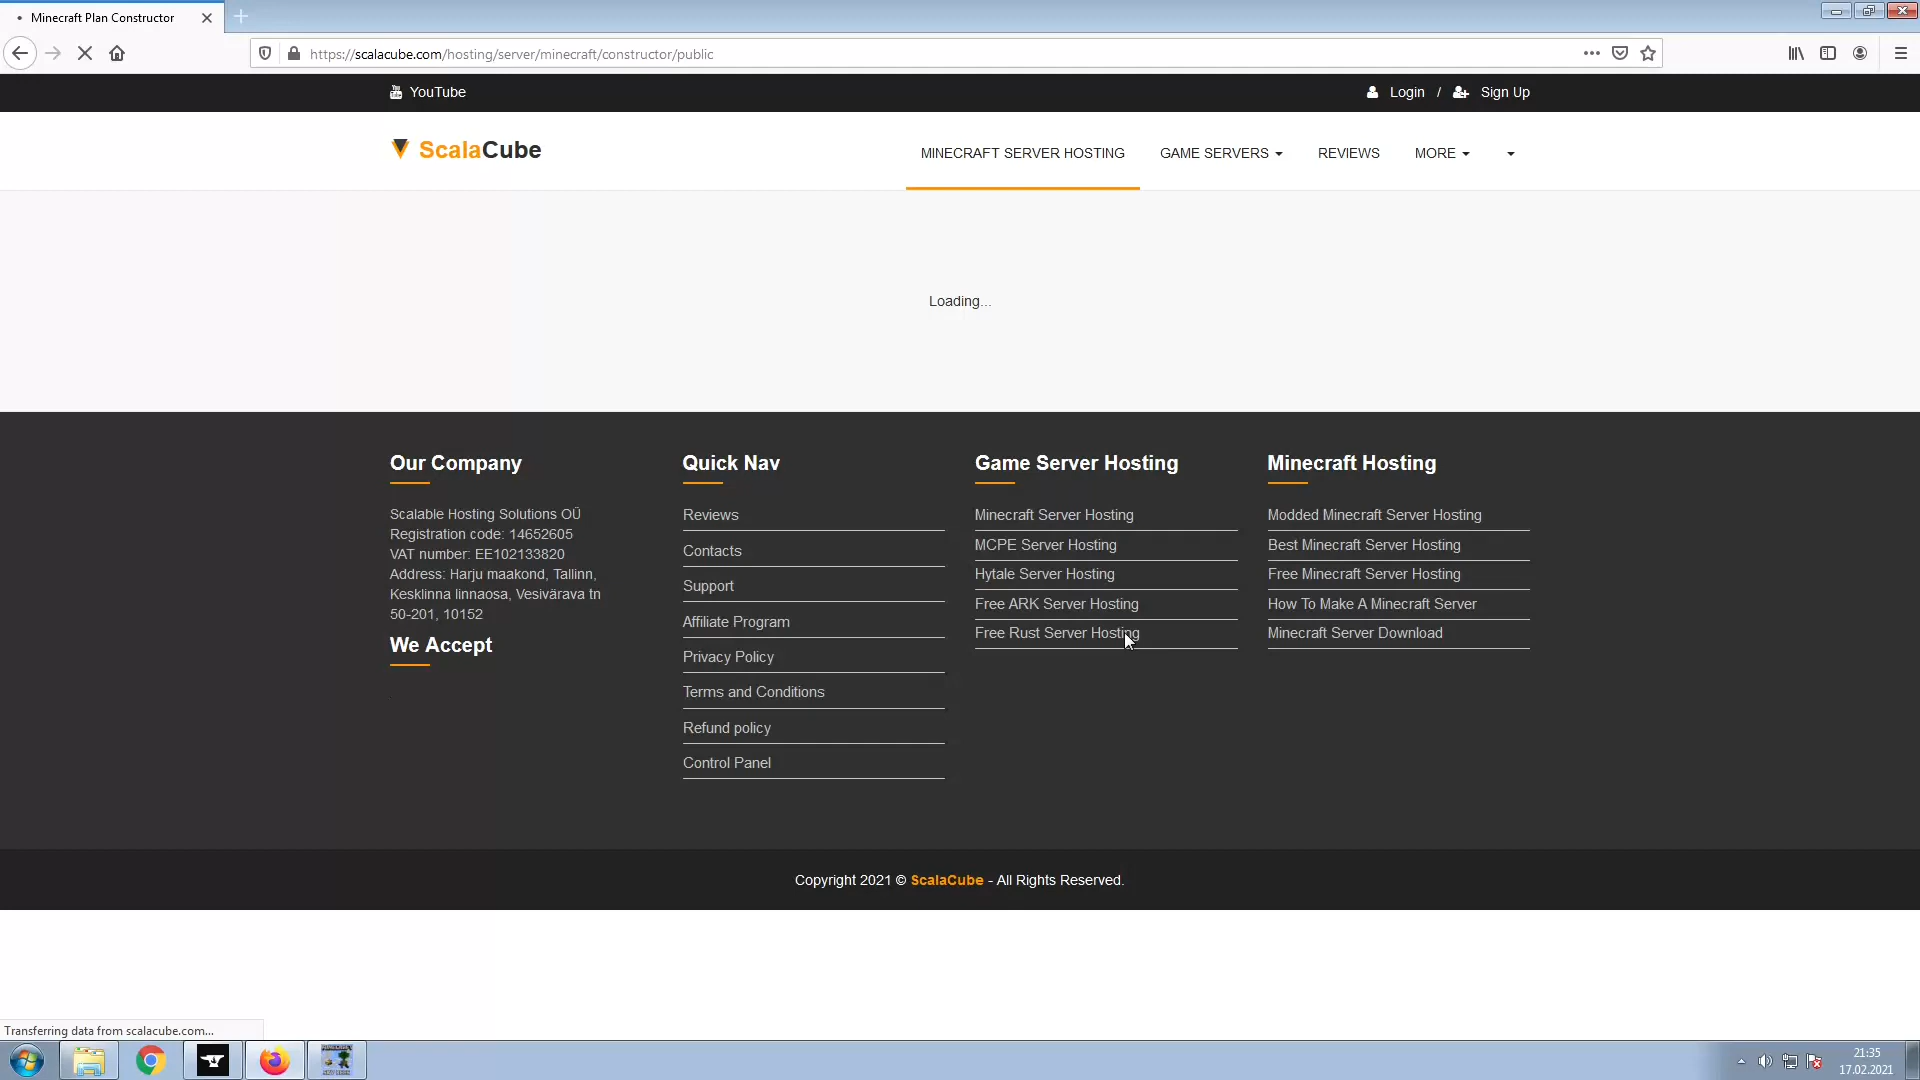 Minecraft Plan Constructor
https://scalacube.com/hosting/server/minecraft/constructor/public
YouTube
Login / Sign Up
ScalaCube
MINECRAFT SERVER HOSTING
GAME SERVERS
REVIEWS
MORE
Loading...
Our Company
Scalable Hosting Solutions OÜ
Registration code: 14652605
VAT number: EE102133820
Address: Harju maakond, Tallinn,
Kesklinna linnaosa, Vesivärava tn
50-201, 10152
We Accept
Quick Nav
Reviews
Contacts
Support
Affiliate Program
Privacy Policy
Terms and Conditions
Refund policy
Control Panel
Game Server Hosting
Minecraft Server Hosting
MCPE Server Hosting
Hytale Server Hosting
Free ARK Server Hosting
Free Rust Server Hosting
Minecraft Hosting
Modded Minecraft Server Hosting
Best Minecraft Server Hosting
Free Minecraft Server Hosting
How To Make A Minecraft Server
Minecraft Server Download
Copyright 2021 © ScalaCube - All Rights Reserved.
Transferring data from scalacube.com...
21:35
17.02.2021